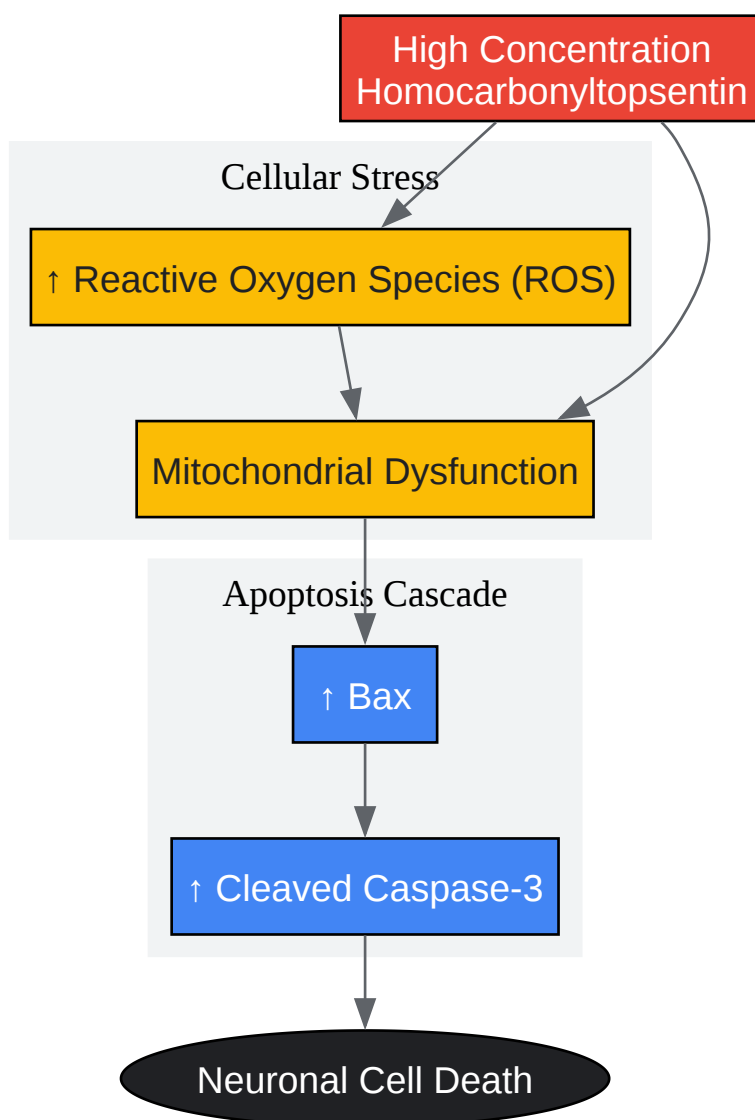 High Concentration
Homocarbonyltopsentin
Cellular Stress
↑ Reactive Oxygen Species (ROS)
Mitochondrial Dysfunction
Apoptosis Cascade
↑ Bax
↑ Cleaved Caspase-3
Neuronal Cell Death